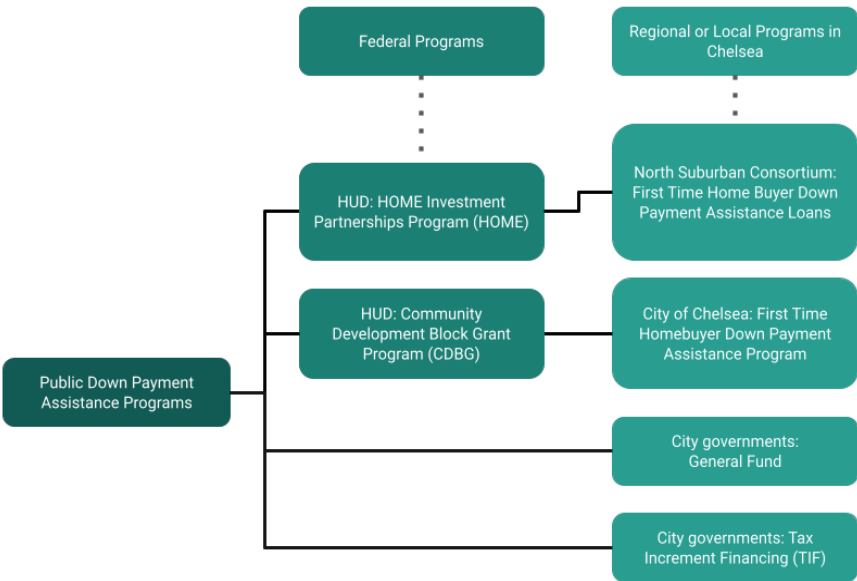 Federal Programs
Regional or Local Programs in
Chelsea
HUD: HOME Investment
Partnerships Program (HOME)
North Suburban Consortium:
First Time Home Buyer Down
Payment Assistance Loans
HUD: Community
Development Block Grant
Program (CDBG)
City of Chelsea: First Time
Homebuyer Down Payment
Assistance Program
Public Down Payment
Assistance Programs
City governments:
General Fund
City governments: Tax
Increment Financing (TIF)